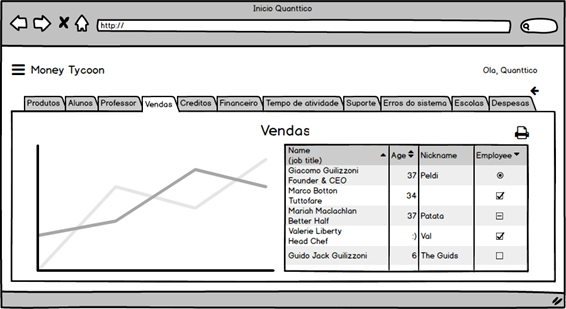 Inicio Quanttico
http://
Money Tycoon
Ola, Quanttico
Produtos Alunos Professor Vendas Creditos Financeiro Tempo de atividade Suporte Erros do sistema Escolas Despesas
Vendas
Name
(job title) Age Nickname Employee
Giacomo Guilizzoni
Founder & CEO 37 Peldi
Marco Botton
Tuttofare 34
Mariah Maclachlan
Better Half 37 Patata
Valerie Liberty
Head Chef :) Val
Guido Jack Guilizzoni 6 The Guids